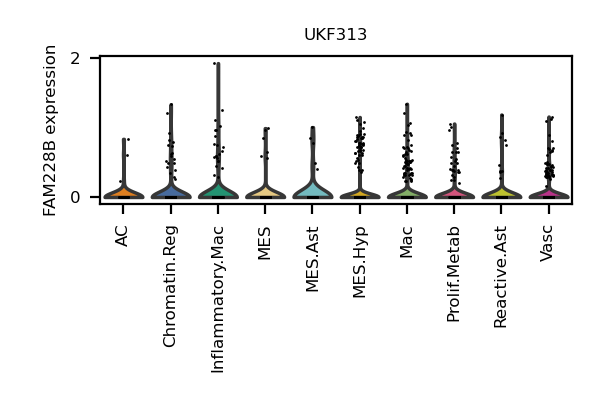 UKF313
FAM228B expression
2
0
AC
Chromatin.Reg
Inflammatory.Mac
MES
MES.Ast
MES.Hyp
Mac
Prolif.Metab
Reactive.Ast
Vasc